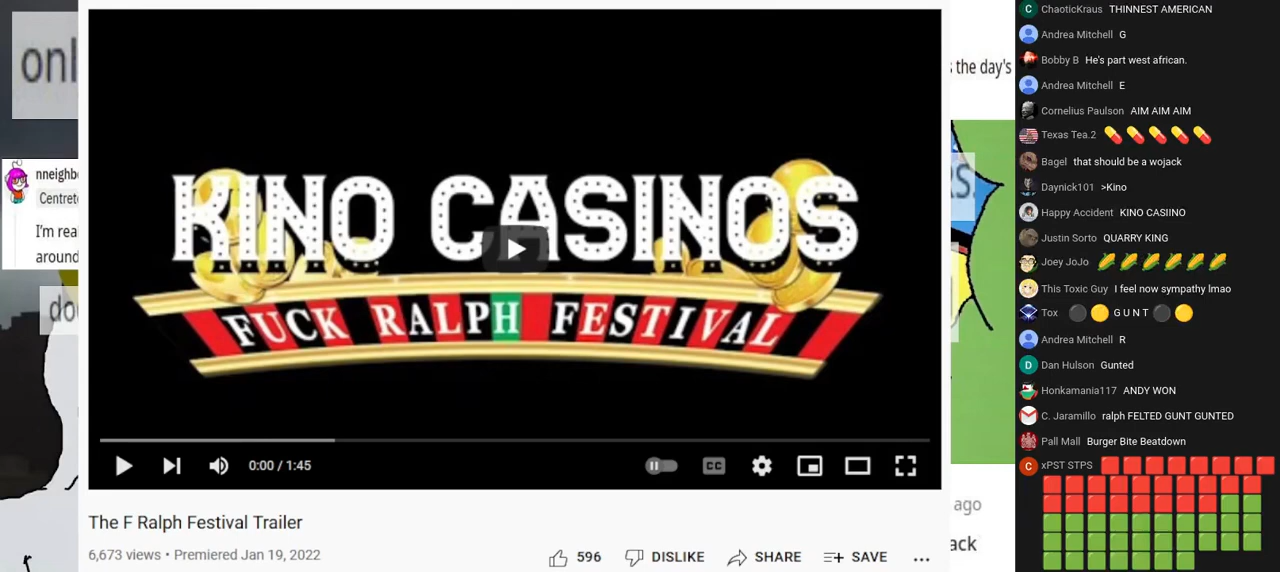 onl
nneighb
Centret
I'm rea
around
do
KINO CASINOS
FUCK RALPH FESTIVAL
0:00 / 1:45
CC
The F Ralph Festival Trailer
6,673 views • Premiered Jan 19, 2022
596
DISLIKE
SHARE
SAVE
s the day's
RS.
ago
ack
ChaoticKraus THINNEST AMERICAN
Andrea Mitchell G
Bobby B He's part west african.
Andrea Mitchell E
Cornelius Paulson AIM AIM AIM
Texas Tea.2
Bagel that should be a wojack
Daynick101 >Kino
Happy Accident KINO CASIINO
Justin Sorto QUARRY KING
Joey JoJo
This Toxic Guy I feel now sympathy lmao
Tox G U N T
Andrea Mitchell R
Dan Hulson Gunted
Honkamania117 ANDY WON
C. Jaramillo ralph FELTED GUNT GUNTED
Pall Mall Burger Bite Beatdown
xPST STPS